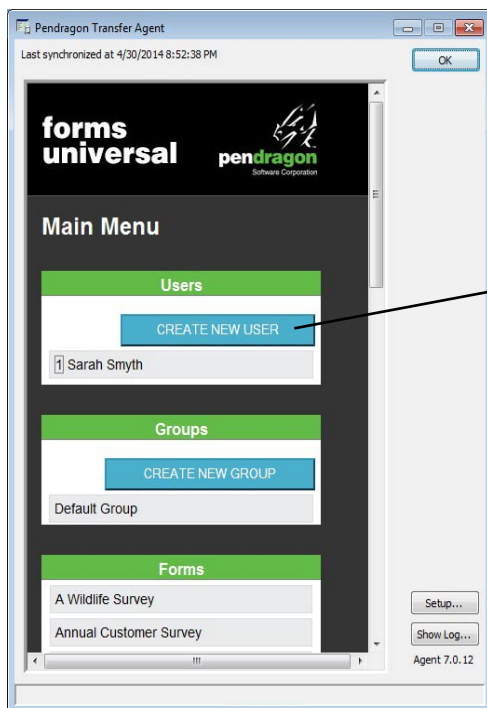 Pendragon Transfer Agent
Last synchronized at 4/30/2014 8:52:38 PM
OK
forms
universal
pendragon
Software Corporation
Main Menu
Users
CREATE NEW USER
1 Sarah Smyth
Groups
CREATE NEW GROUP
Default Group
Forms
A Wildlife Survey
Annual Customer Survey
Setup...
Show Log...
Agent 7.0.12